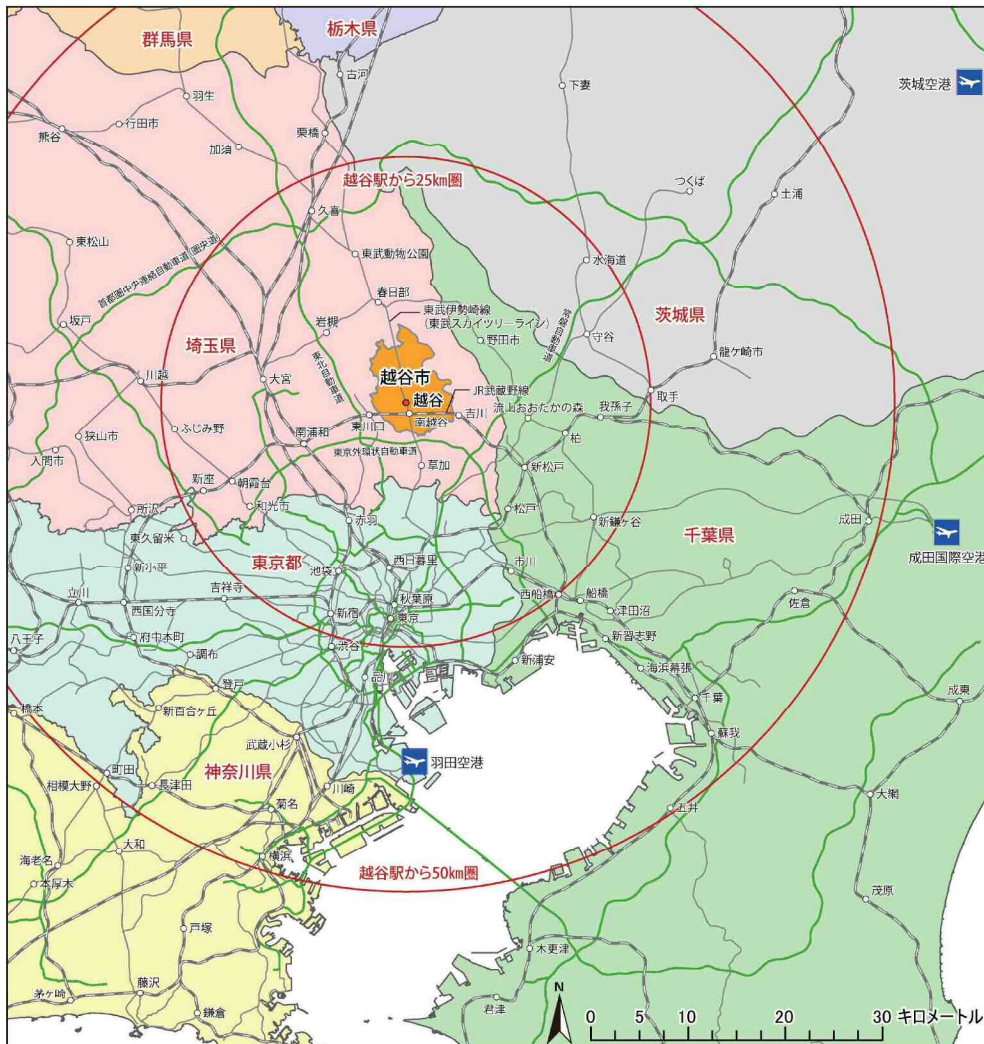 群馬県
栃木県
古河
下妻
茨城空港
羽生
行田市
熊谷
栗橋
加須
越谷駅から25km圏
つくば
土浦
久喜
東松山
東武動物公園
首都圏中央連絡自動車道(圏央道)
水海道
春日部
東武伊勢崎線
(東武スカイツリーライン)
茨城県
坂戸
岩槻
野田市
常磐自動車道
守谷
埼玉県
東北自動車道
龍ケ崎市
越谷市
川越
大宮
JR武蔵野線
取手
越谷
流山おおたかの森
我孫子
東川口
南越谷
吉川
ふじみ野
狭山市
南浦和
柏
入間市
東京外環状自動車道
草加
新松戸
新座
朝霞台
所沢
和光市
赤羽
松戸
新鎌ヶ谷
千葉県
成田
東久留米
東京都
成田国際空港
新小平
池袋
西日暮里
市川
吉祥寺
立川
西国分寺
新宿
秋葉原
東京
西船橋
船橋
津田沼
佐倉
八王子
府中本町
渋谷
新習志野
調布
新浦安
海浜幕張
登戸
品川
千葉
成東
橋本
新百合ヶ丘
蘇我
武蔵小杉
羽田空港
町田
神奈川県
相模大野
長津田
川崎
大網
菊名
五井
大和
海老名
横浜
越谷駅から50km圏
本厚木
茂原
戸塚
木更津
藤沢
茅ヶ崎
鎌倉
君津
N
0 5 10 20 30 キロメートル